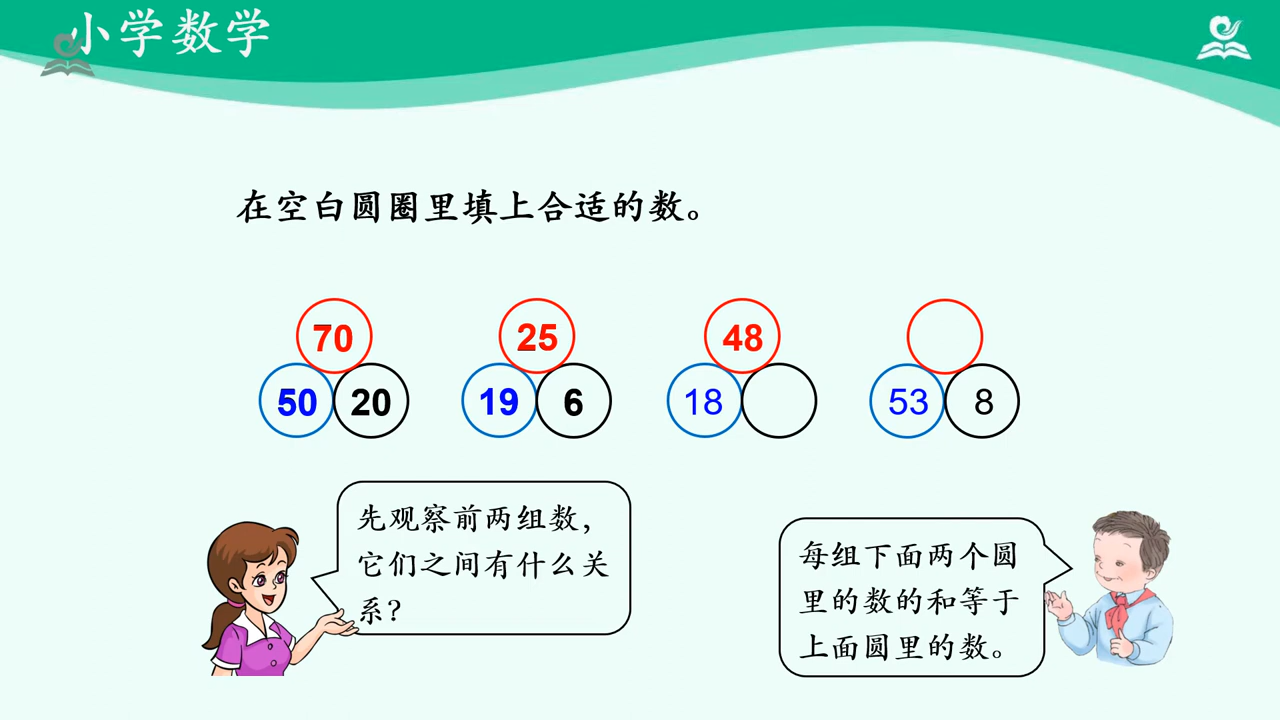 小学数学
在空白圆圈里填上合适的数。
70 25 48
50 20 19 6 18 53 8
先观察前两组数，
它们之间有什么关
系？
每组下面两个圆
里的数的和等于
上面圆里的数。